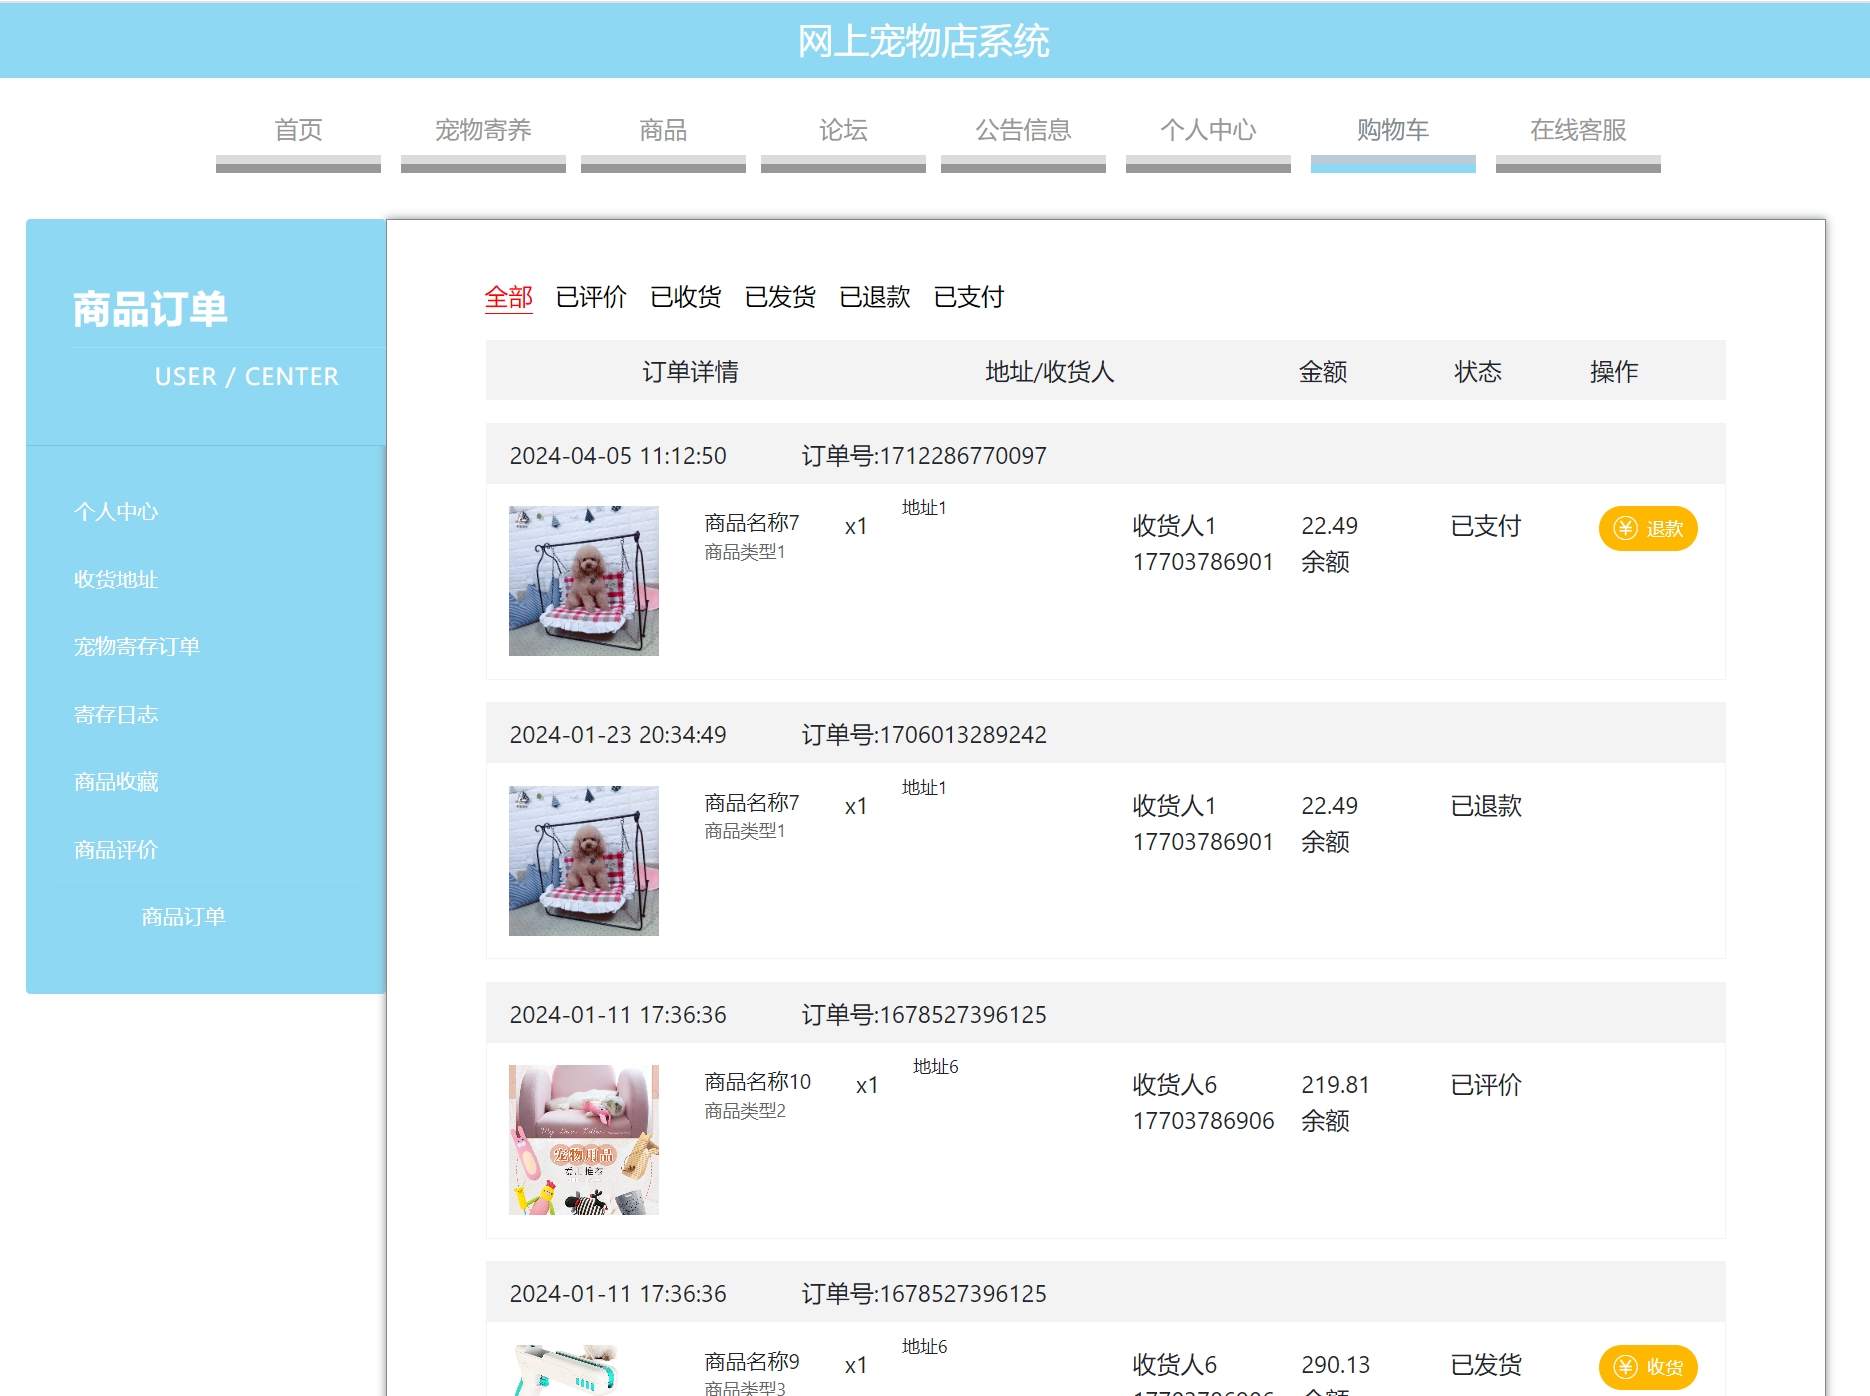 网上宠物店系统
首页 宠物寄养 商品 论坛 公告信息 个人中心 购物车 在线客服
商品订单
USER / CENTER
个人中心
收货地址
宠物寄存订单
寄存日志
商品收藏
商品评价
商品订单
全部 已评价 已收货 已发货 已退款 已支付
订单详情 地址/收货人 金额 状态 操作
2024-04-05 11:12:50 订单号:1712286770097
商品名称7 x1 地址1 收货人1 22.49 已支付 退款
商品类型1 17703786901 余额
2024-01-23 20:34:49 订单号:1706013289242
商品名称7 x1 地址1 收货人1 22.49 已退款
商品类型1 17703786901 余额
2024-01-11 17:36:36 订单号:1678527396125
商品名称10 x1 地址6 收货人6 219.81 已评价
商品类型2 17703786906 余额
宠物用品
2024-01-11 17:36:36 订单号:1678527396125
商品名称9 x1 地址6 收货人6 290.13 已发货 收货
商品类型3